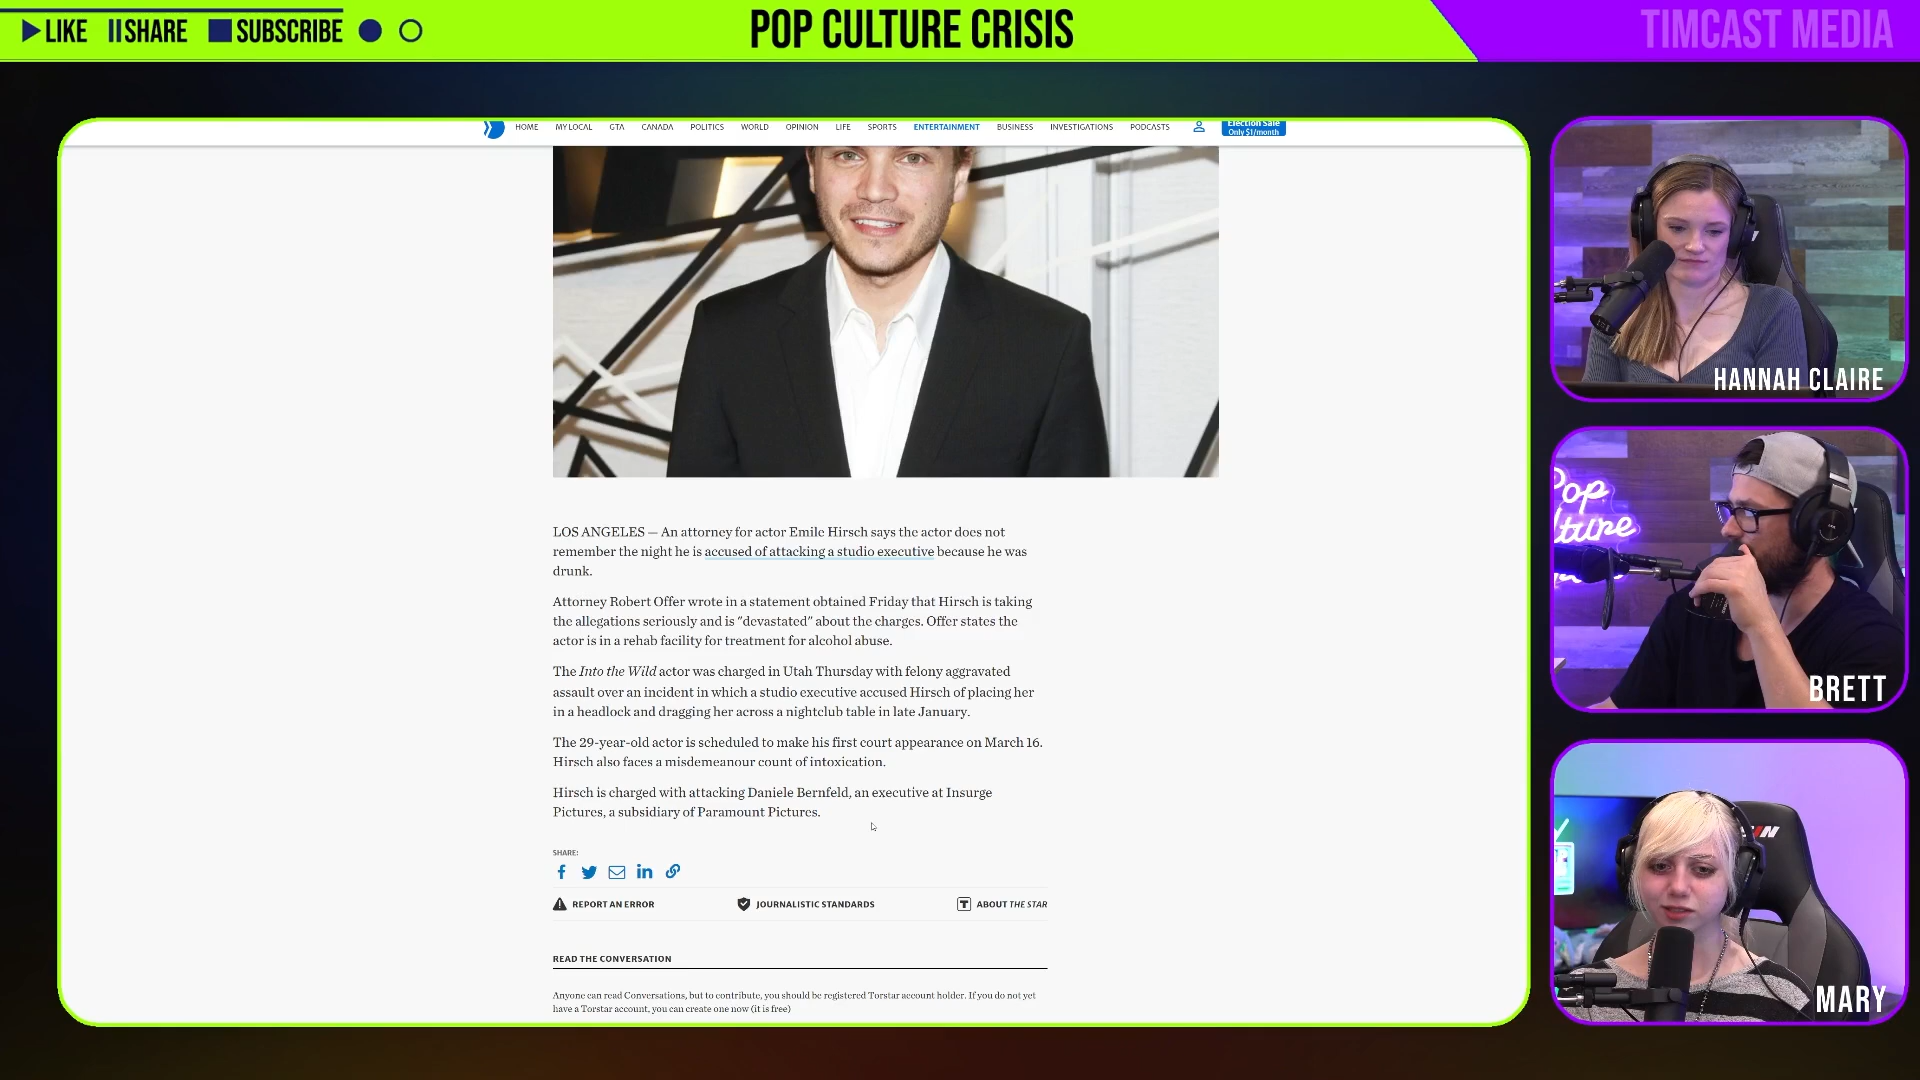 LIKE SHARE SUBSCRIBE
POP CULTURE CRISIS
TIMCAST MEDIA
HOME MY LOCAL GTA CANADA POLITICS WORLD OPINION LIFE SPORTS ENTERTAINMENT BUSINESS INVESTIGATIONS PODCASTS
Election Sale
Only $1/month
LOS ANGELES — An attorney for actor Emile Hirsch says the actor does not
remember the night he is accused of attacking a studio executive because he was
drunk.
Attorney Robert Offer wrote in a statement obtained Friday that Hirsch is taking
the allegations seriously and is "devastated" about the charges. Offer states the
actor is in a rehab facility for treatment for alcohol abuse.
The Into the Wild actor was charged in Utah Thursday with felony aggravated
assault over an incident in which a studio executive accused Hirsch of placing her
in a headlock and dragging her across a nightclub table in late January.
The 29-year-old actor is scheduled to make his first court appearance on March 16.
Hirsch also faces a misdemeanour count of intoxication.
Hirsch is charged with attacking Daniele Bernfeld, an executive at Insurge
Pictures, a subsidiary of Paramount Pictures.
SHARE:
REPORT AN ERROR JOURNALISTIC STANDARDS ABOUT THE STAR
READ THE CONVERSATION
Anyone can read Conversations, but to contribute, you should be registered Torstar account holder. If you do not yet
have a Torstar account, you can create one now (it is free)
HANNAH CLAIRE
Pop
BRETT
MARY